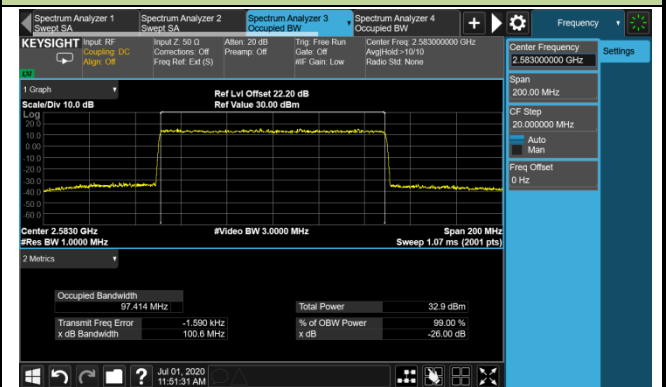 Spectrum Analyzer 1
Swept SA
Spectrum Analyzer 2
Swept SA
Spectrum Analyzer 3
Occupied BW
Spectrum Analyzer 4
Occupied BW
Frequency
KEYSIGHT
Input: RF
Coupling: DC
Align: Off
Input Z: 50 Ω
Corrections: Off
Freq Ref: Ext (S)
Atten: 20 dB
Preamp: Off
Trig: Free Run
Gate: Off
#IF Gain: Low
Center Freq: 2.583000000 GHz
Avg|Hold:>10/10
Radio Std: None
LXI
Center Frequency
2.583000000 GHz
Settings
Span
200.00 MHz
CF Step
20.000000 MHz
Auto
Man
Freq Offset
0 Hz
1 Graph
Scale/Div 10.0 dB
Ref Lvl Offset 22.20 dB
Ref Value 30.00 dBm
Log
20.0
10.0
0.00
-10.0
-20.0
-30.0
-40.0
-50.0
-60.0
Center 2.5830 GHz
#Video BW 3.0000 MHz
Span 200 MHz
#Res BW 1.0000 MHz
Sweep 1.07 ms (2001 pts)
2 Metrics
Occupied Bandwidth
97.414 MHz
Total Power
32.9 dBm
Transmit Freq Error
-1.590 kHz
% of OBW Power
99.00 %
x dB Bandwidth
100.6 MHz
x dB
-26.00 dB
Jul 01, 2020
11:51:31 AM